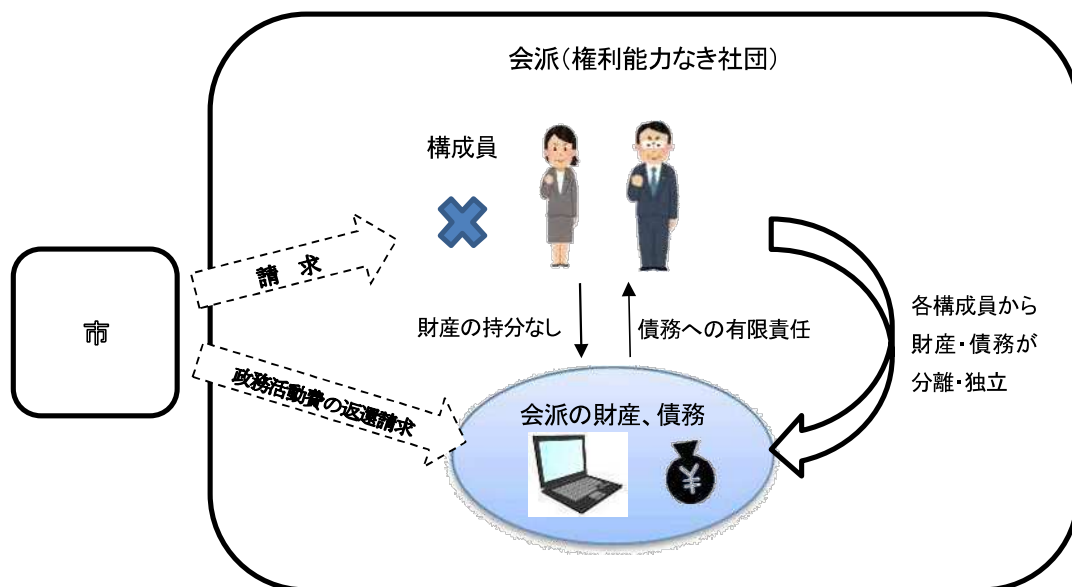 会派(権利能力なき社団)
構成員
請 求
市
財産の持分なし
債務への有限責任
各構成員から
財産・債務が
分離・独立
政務活動費の返還請求
会派の財産、債務
¥